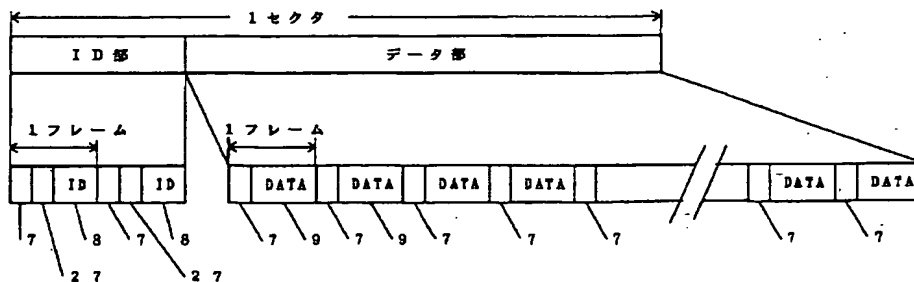 1 セクタ
ID部 データ部
1フレーム 1フレーム
ID ID DATA DATA DATA DATA DATA DATA
7 8 7 8 7 9 7 9 7 7 7 7 7
27 27